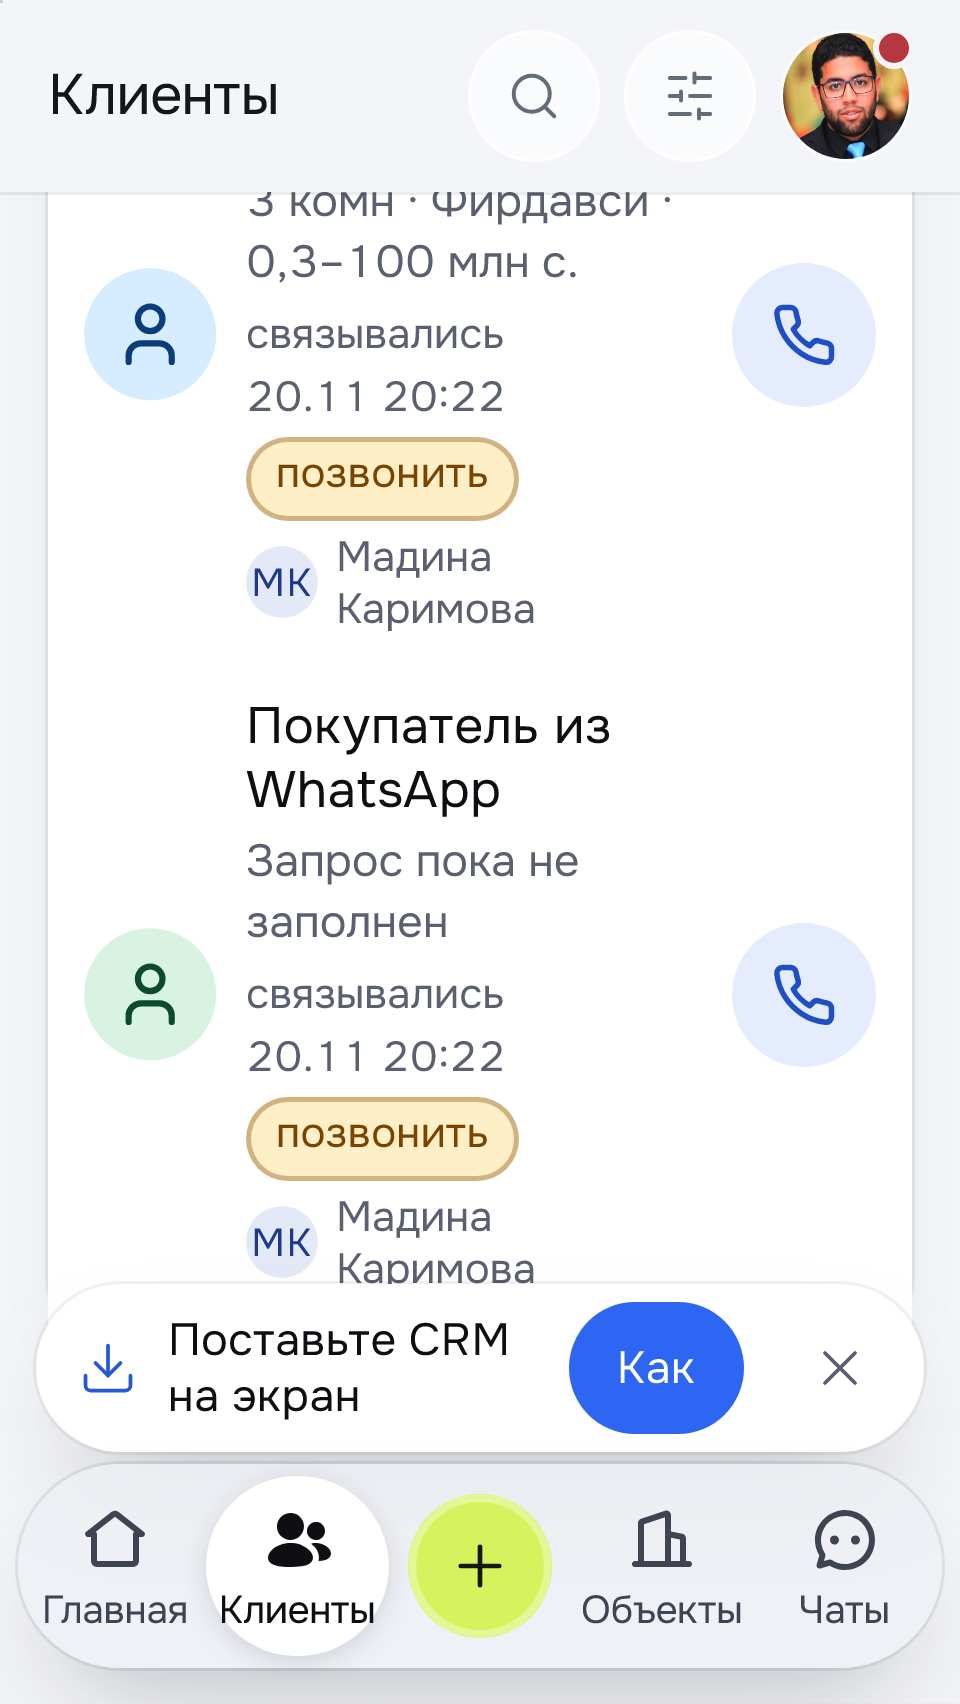 Клиенты
3 комн · Фирдавси ·
0,3–100 млн с.
связывались
20.11 20:22
позвонить
МК
Мадина
Каримова
Покупатель из
WhatsApp
Запрос пока не
заполнен
связывались
20.11 20:22
позвонить
МК
Мадина
Каримова
Поставьте CRM
на экран
Как
Главная
Клиенты
Объекты
Чаты